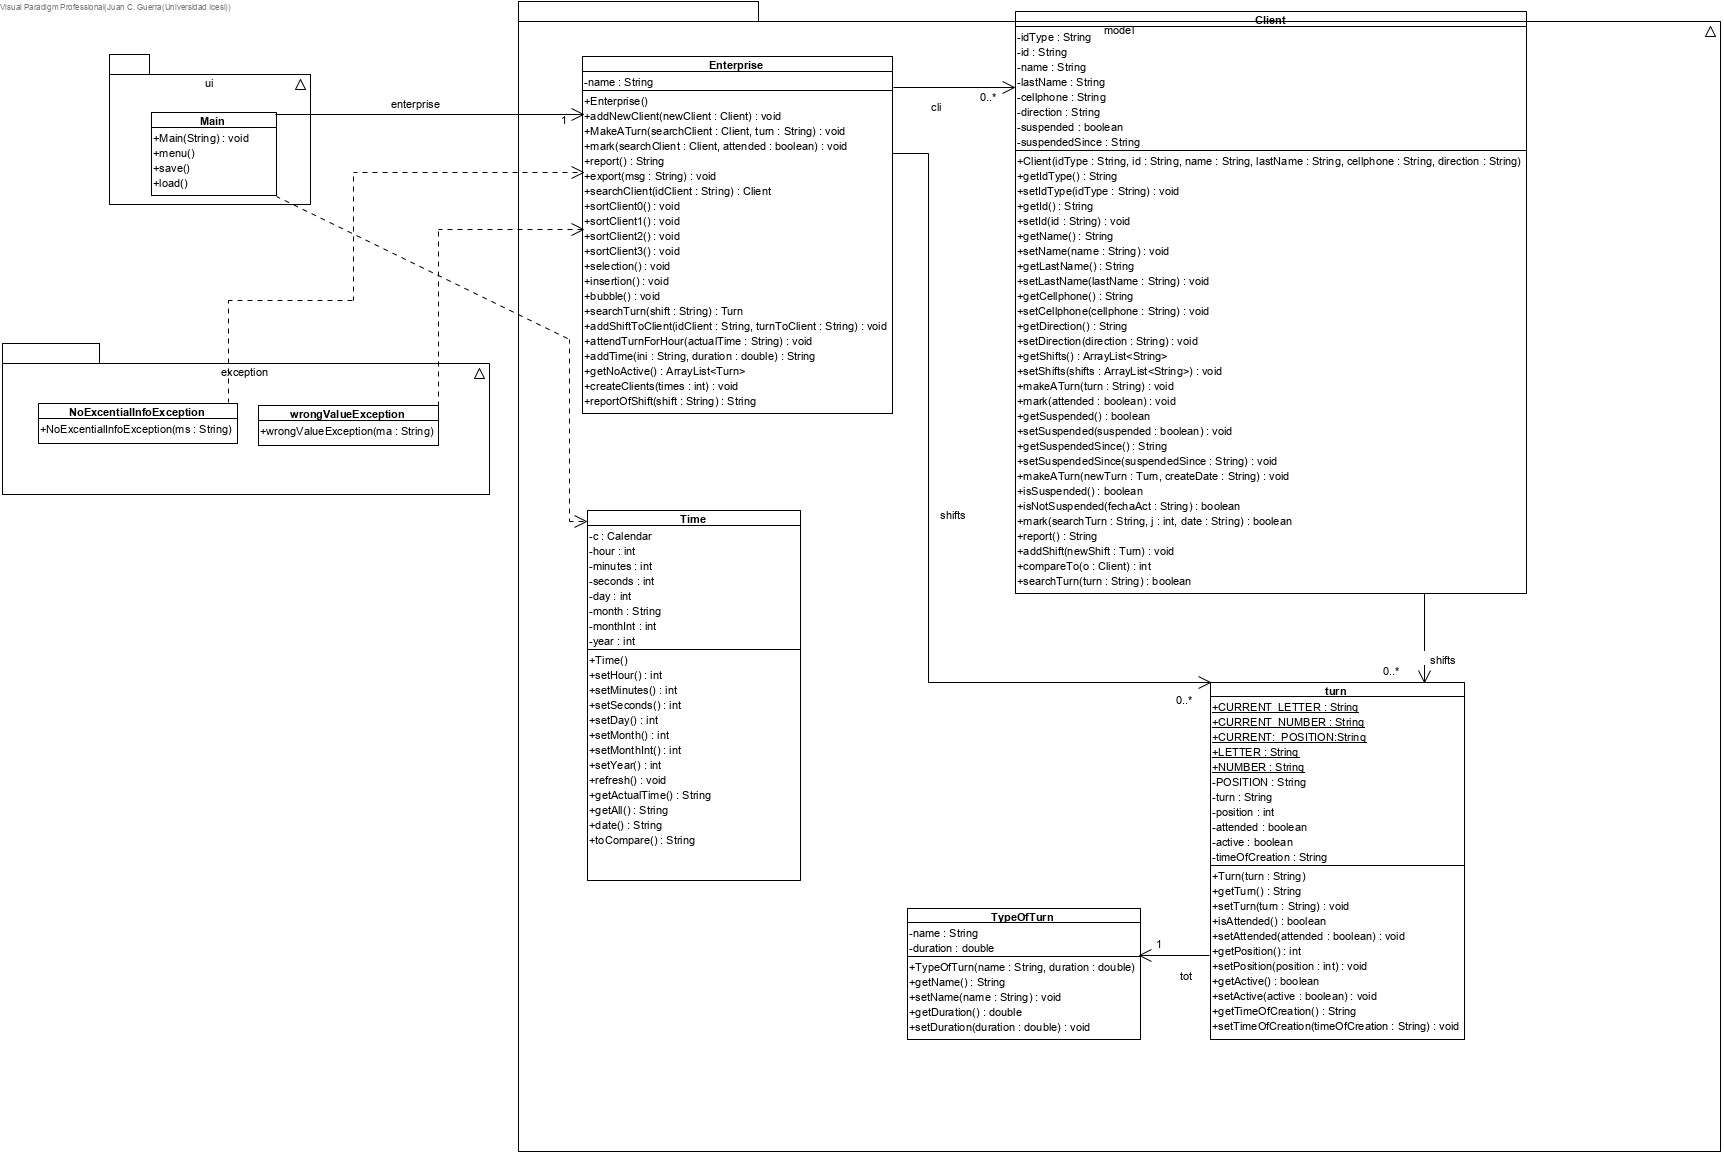 Visual Paradigm Professional(Juan C. Guerra(Universidad Icesi))
ui
Main
+Main(String) : void
+menu()
+save()
+load()
enterprise
1
exception
NoExcentialInfoException
+NoExcentialInfoException(ms : String)
wrongValueException
+wrongValueException(ma : String)
model
Enterprise
-name : String
+Enterprise()
+addNewClient(newClient : Client) : void
+MakeATurn(searchClient : Client, turn : String) : void
+mark(searchClient : Client, attended : boolean) : void
+report() : String
+export(msg : String) : void
+searchClient(idClient : String) : Client
+sortClient0() : void
+sortClient1() : void
+sortClient2() : void
+sortClient3() : void
+selection() : void
+insertion() : void
+bubble() : void
+searchTurn(shift : String) : Turn
+addShiftToClient(idClient : String, turnToClient : String) : void
+attendTurnForHour(actualTime : String) : void
+addTime(ini : String, duration : double) : String
+getNoActive() : ArrayList<Turn>
+createClients(times : int) : void
+reportOfShift(shift : String) : String
cli
0..*
Client
-idType : String
-id : String
-name : String
-lastName : String
-cellphone : String
-direction : String
-suspended : boolean
-suspendedSince : String
+Client(idType : String, id : String, name : String, lastName : String, cellphone : String, direction : String)
+getIdType() : String
+setIdType(idType : String) : void
+getId() : String
+setId(id : String) : void
+getName() : String
+setName(name : String) : void
+getLastName() : String
+setLastName(lastName : String) : void
+getCellphone() : String
+setCellphone(cellphone : String) : void
+getDirection() : String
+setDirection(direction : String) : void
+getShifts() : ArrayList<String>
+setShifts(shifts : ArrayList<String>) : void
+makeATurn(turn : String) : void
+mark(attended : boolean) : void
+getSuspended() : boolean
+setSuspended(suspended : boolean) : void
+getSuspendedSince() : String
+setSuspendedSince(suspendedSince : String) : void
+makeATurn(newTurn : Turn, createDate : String) : void
+isSuspended() : boolean
+isNotSuspended(fechaAct : String) : boolean
+mark(searchTurn : String, j : int, date : String) : boolean
+report() : String
+addShift(newShift : Turn) : void
+compareTo(o : Client) : int
+searchTurn(turn : String) : boolean
shifts
0..*
shifts
0..*
Time
-c : Calendar
-hour : int
-minutes : int
-seconds : int
-day : int
-month : String
-monthInt : int
-year : int
+Time()
+setHour() : int
+setMinutes() : int
+setSeconds() : int
+setDay() : int
+setMonth() : int
+setMonthInt() : int
+setYear() : int
+refresh() : void
+getActualTime() : String
+getAll() : String
+date() : String
+toCompare() : String
turn
+CURRENT_LETTER : String
+CURRENT_NUMBER : String
+CURRENT:_POSITION:String
+LETTER : String
+NUMBER : String
-POSITION : String
-turn : String
-position : int
-attended : boolean
-active : boolean
-timeOfCreation : String
+Turn(turn : String)
+getTurn() : String
+setTurn(turn : String) : void
+isAttended() : boolean
+setAttended(attended : boolean) : void
+getPosition() : int
+setPosition(position : int) : void
+getActive() : boolean
+setActive(active : boolean) : void
+getTimeOfCreation() : String
+setTimeOfCreation(timeOfCreation : String) : void
1
tot
TypeOfTurn
-name : String
-duration : double
+TypeOfTurn(name : String, duration : double)
+getName() : String
+setName(name : String) : void
+getDuration() : double
+setDuration(duration : double) : void